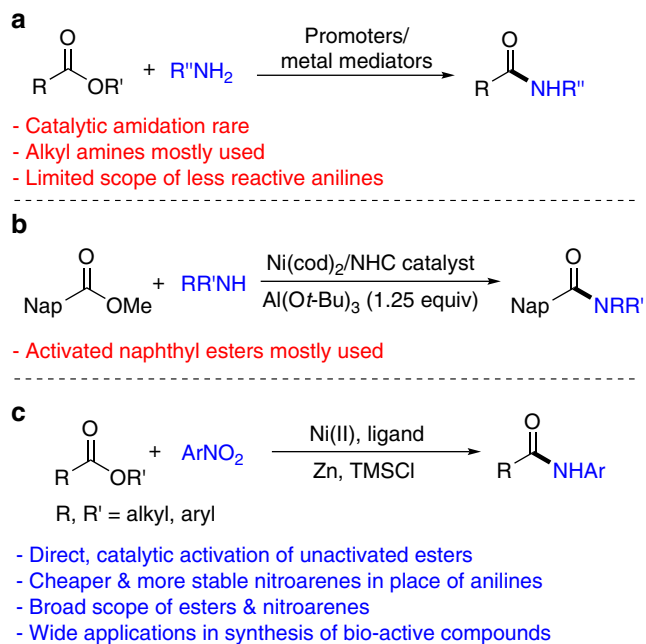 a
O
R
OR'
+ R"NH2
Promoters/
metal mediators
O
R
NHR"
- Catalytic amidation rare
- Alkyl amines mostly used
- Limited scope of less reactive anilines
b
O
Nap
OMe
+ RR'NH
Ni(cod)2/NHC catalyst
Al(Ot-Bu)3 (1.25 equiv)
O
Nap
NRR'
- Activated naphthyl esters mostly used
c
O
R
OR'
+ ArNO2
Ni(II), ligand
Zn, TMSCl
O
R
NHAr
R, R' = alkyl, aryl
- Direct, catalytic activation of unactivated esters
- Cheaper & more stable nitroarenes in place of anilines
- Broad scope of esters & nitroarenes
- Wide applications in synthesis of bio-active compounds